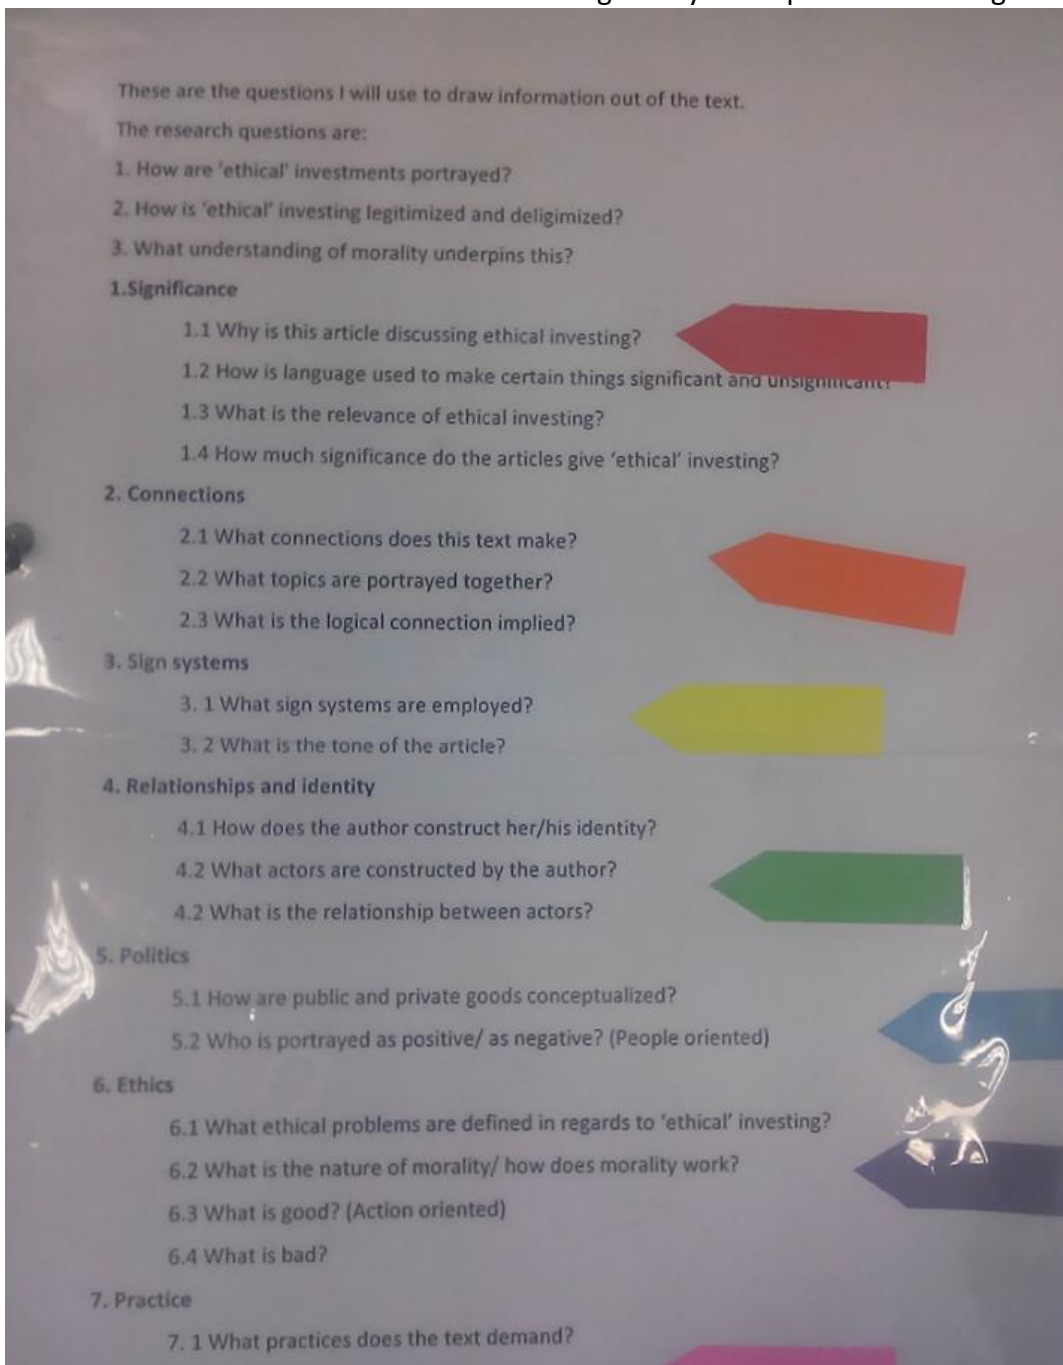 These are the questions I will use to draw information out of the text.
The research questions are:
1. How are 'ethical' investments portrayed?
2. How is 'ethical' investing legitimized and deligimized?
3. What understanding of morality underpins this?
1.Significance
1.1 Why is this article discussing ethical investing?
1.2 How is language used to make certain things significant and unsignificant?
1.3 What is the relevance of ethical investing?
1.4 How much significance do the articles give 'ethical' investing?
2. Connections
2.1 What connections does this text make?
2.2 What topics are portrayed together?
2.3 What is the logical connection implied?
3. Sign systems
3. 1 What sign systems are employed?
3. 2 What is the tone of the article?
4. Relationships and identity
4.1 How does the author construct her/his identity?
4.2 What actors are constructed by the author?
4.2 What is the relationship between actors?
5. Politics
5.1 How are public and private goods conceptualized?
5.2 Who is portrayed as positive/ as negative? (People oriented)
6. Ethics
6.1 What ethical problems are defined in regards to 'ethical' investing?
6.2 What is the nature of morality/ how does morality work?
6.3 What is good? (Action oriented)
6.4 What is bad?
7. Practice
7. 1 What practices does the text demand?